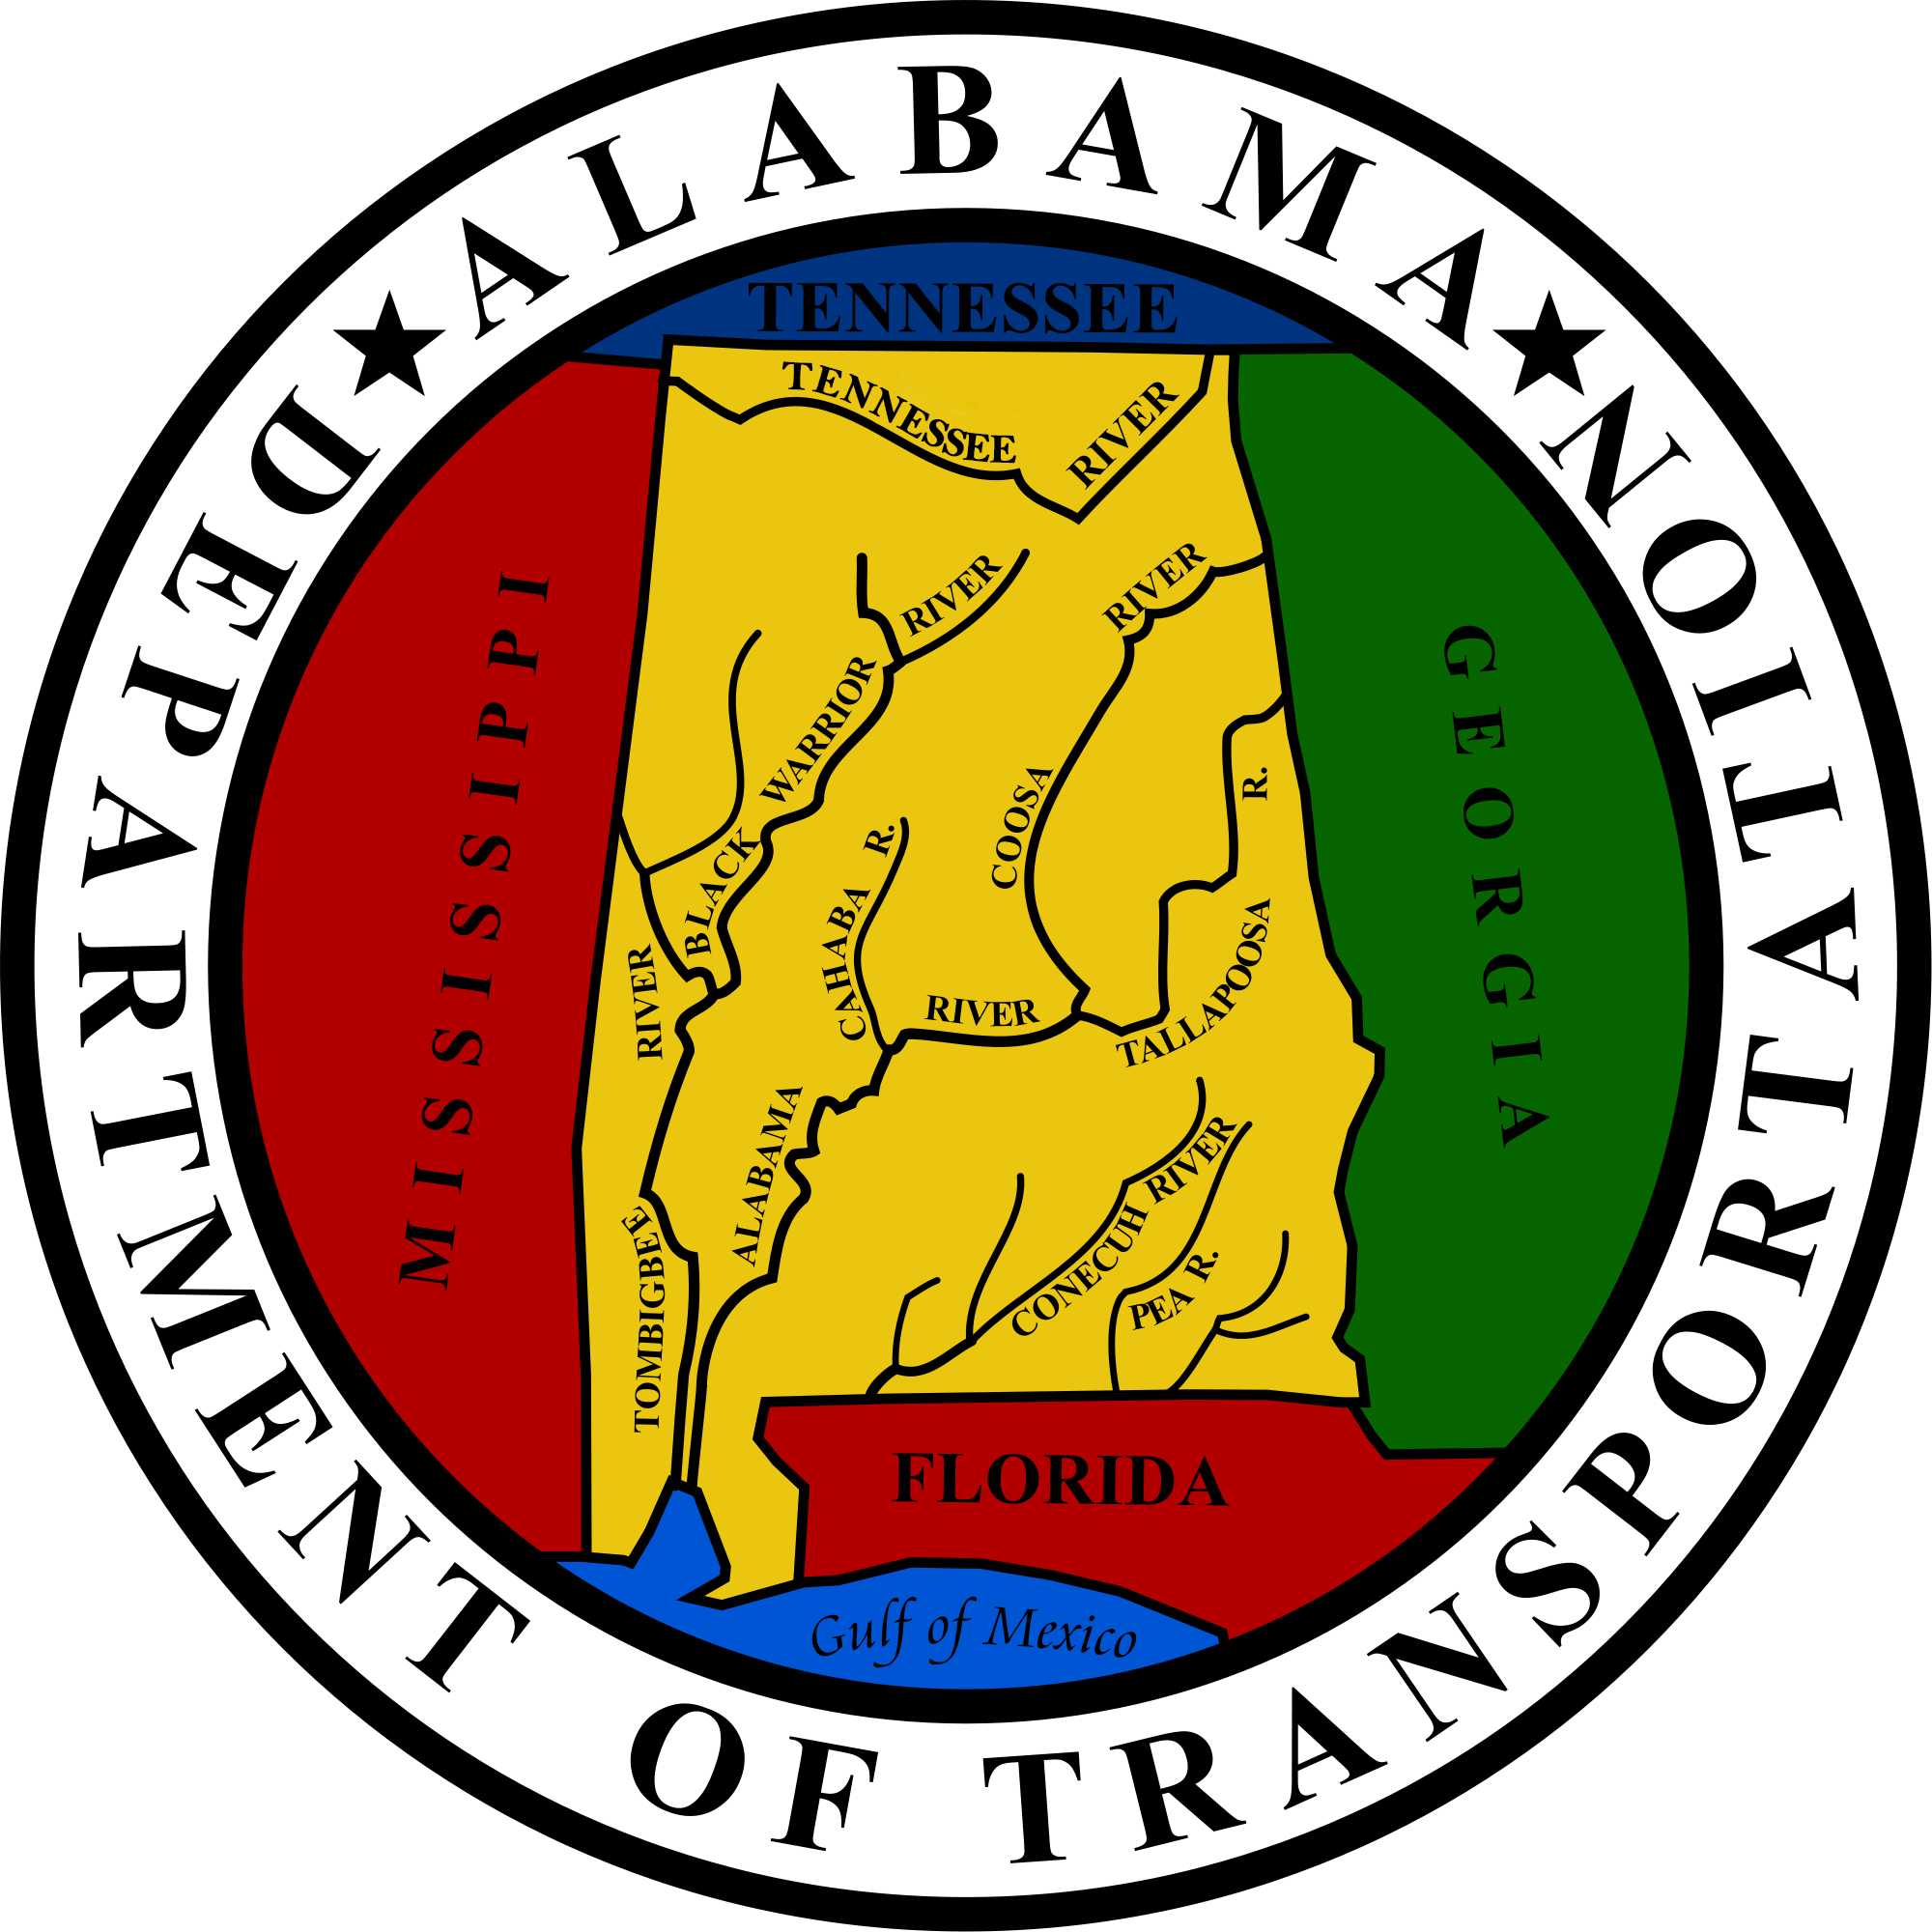 ALABAMA
DEPARTMENT OF TRANSPORTATION
TENNESSEE
TENNESSEE RIVER
MISSISSIPPI
GEORGIA
BLACK WARRIOR RIVER
COOSA RIVER
CAHABA R.
TALLAPOOSA R.
TOMBIGBEE RIVER
ALABAMA RIVER
CONECUH RIVER
PEA R.
FLORIDA
Gulf of Mexico